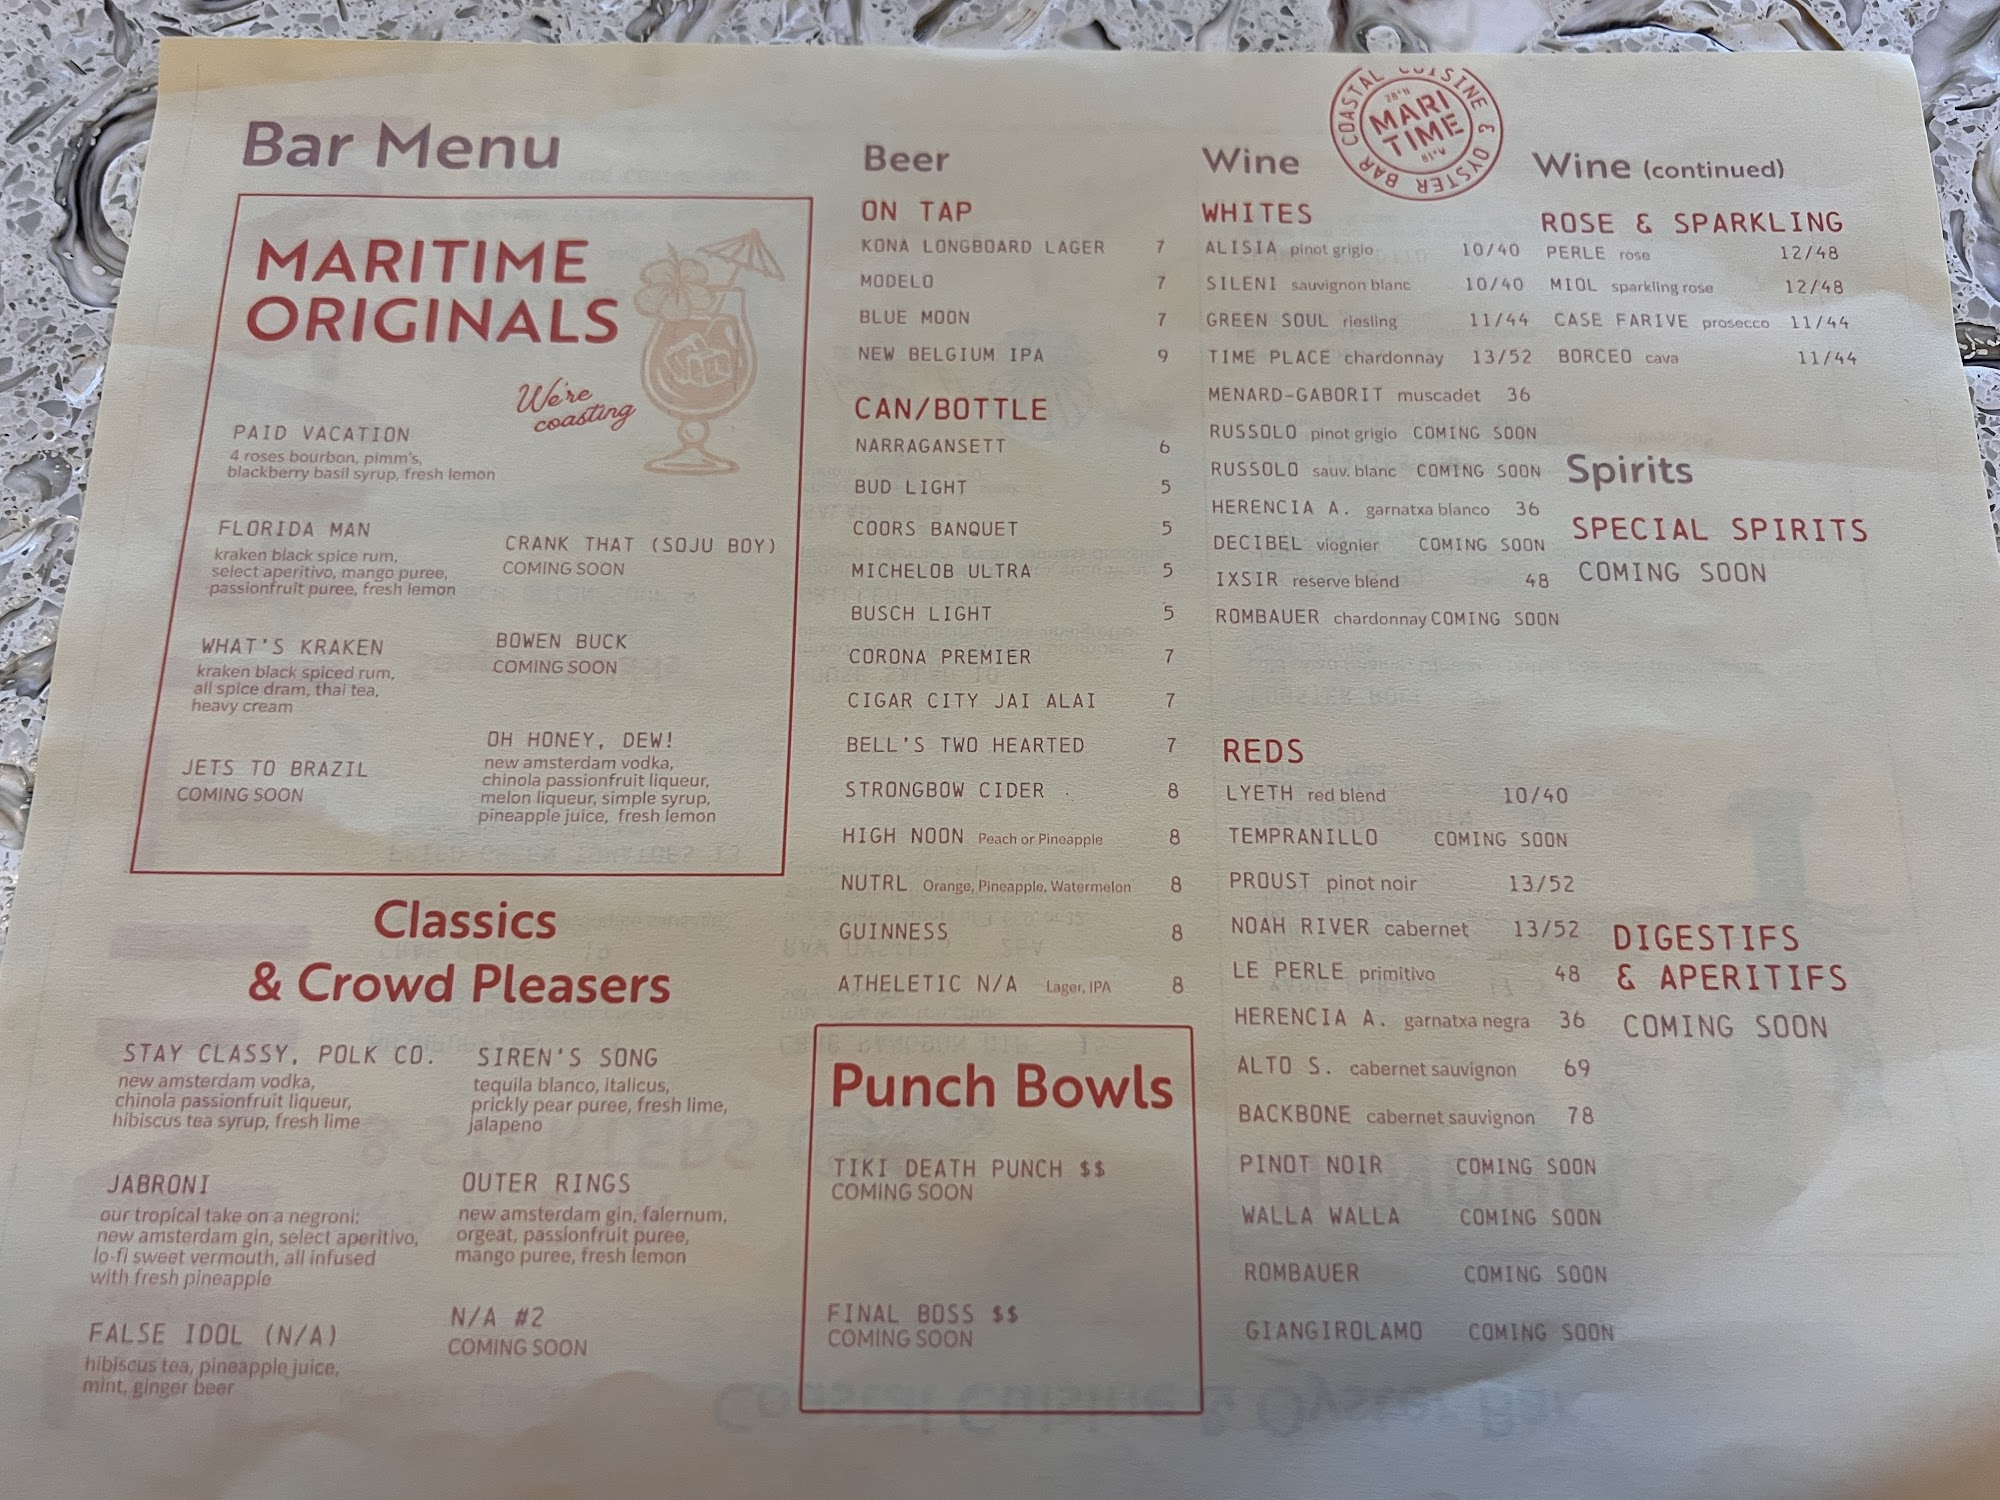 Bar Menu
MARITIME
ORIGINALS
We're
coasting
PAID VACATION
4 roses bourbon, pimm's,
blackberry basil syrup, fresh lemon
FLORIDA MAN
kraken black spice rum,
select aperitivo, mango puree,
passionfruit puree, fresh lemon
WHAT'S KRAKEN
kraken black spiced rum,
all spice dram, thai tea,
heavy cream
JETS TO BRAZIL
COMING SOON
CRANK THAT (SOJU BOY)
COMING SOON
BOWEN BUCK
COMING SOON
OH HONEY, DEW!
new amsterdam vodka,
chinola passionfruit liqueur,
melon liqueur, simple syrup,
pineapple juice, fresh lemon
Classics
& Crowd Pleasers
STAY CLASSY, POLK CO.
new amsterdam vodka,
chinola passionfruit liqueur,
hibiscus tea syrup, fresh lime
JABRONI
our tropical take on a negroni:
new amsterdam gin, select aperitivo,
lo-fi sweet vermouth, all infused
with fresh pineapple
FALSE IDOL (N/A)
hibiscus tea, pineapple juice,
mint, ginger beer
SIREN'S SONG
tequila blanco, italicus,
prickly pear puree, fresh lime,
jalapeno
OUTER RINGS
new amsterdam gin, falernum,
orgeat, passionfruit puree,
mango puree, fresh lemon
N/A #2
COMING SOON
Beer
ON TAP
KONA LONGBOARD LAGER 7
MODELO 7
BLUE MOON 7
NEW BELGIUM IPA 9
CAN/BOTTLE
NARRAGANSETT 6
BUD LIGHT 5
COORS BANQUET 5
MICHELOB ULTRA 5
BUSCH LIGHT 5
CORONA PREMIER 7
CIGAR CITY JAI ALAI 7
BELL'S TWO HEARTED 7
STRONGBOW CIDER 8
HIGH NOON Peach or Pineapple 8
NUTRL Orange, Pineapple, Watermelon 8
GUINNESS 8
ATHELETIC N/A Lager, IPA 8
Punch Bowls
TIKI DEATH PUNCH $$
COMING SOON
FINAL BOSS $$
COMING SOON
Wine
WHITES
ALISIA pinot grigio 10/40
SILENI sauvignon blanc 10/40
GREEN SOUL riesling 11/44
TIME PLACE chardonnay 13/52
MENARD-GABORIT muscadet 36
RUSSOLO pinot grigio COMING SOON
RUSSOLO sauv. blanc COMING SOON
HERENCIA A. garnatxa blanco 36
DECIBEL viognier COMING SOON
IXSIR reserve blend 48
ROMBAUER chardonnay COMING SOON
REDS
LYETH red blend 10/40
TEMPRANILLO COMING SOON
PROUST pinot noir 13/52
NOAH RIVER cabernet 13/52
LE PERLE primitivo 48
HERENCIA A. garnatxa negra 36
ALTO S. cabernet sauvignon 69
BACKBONE cabernet sauvignon 78
PINOT NOIR COMING SOON
WALLA WALLA COMING SOON
ROMBAUER COMING SOON
GIANGIROLAMO COMING SOON
COASTAL CUISINE & OYSTER BAR
28°N
MARI
TIME
81°W
Wine (continued)
ROSE & SPARKLING
PERLE rose 12/48
MIOL sparkling rose 12/48
CASE FARIVE prosecco 11/44
BORCEO cava 11/44
Spirits
SPECIAL SPIRITS
COMING SOON
DIGESTIFS
& APERITIFS
COMING SOON